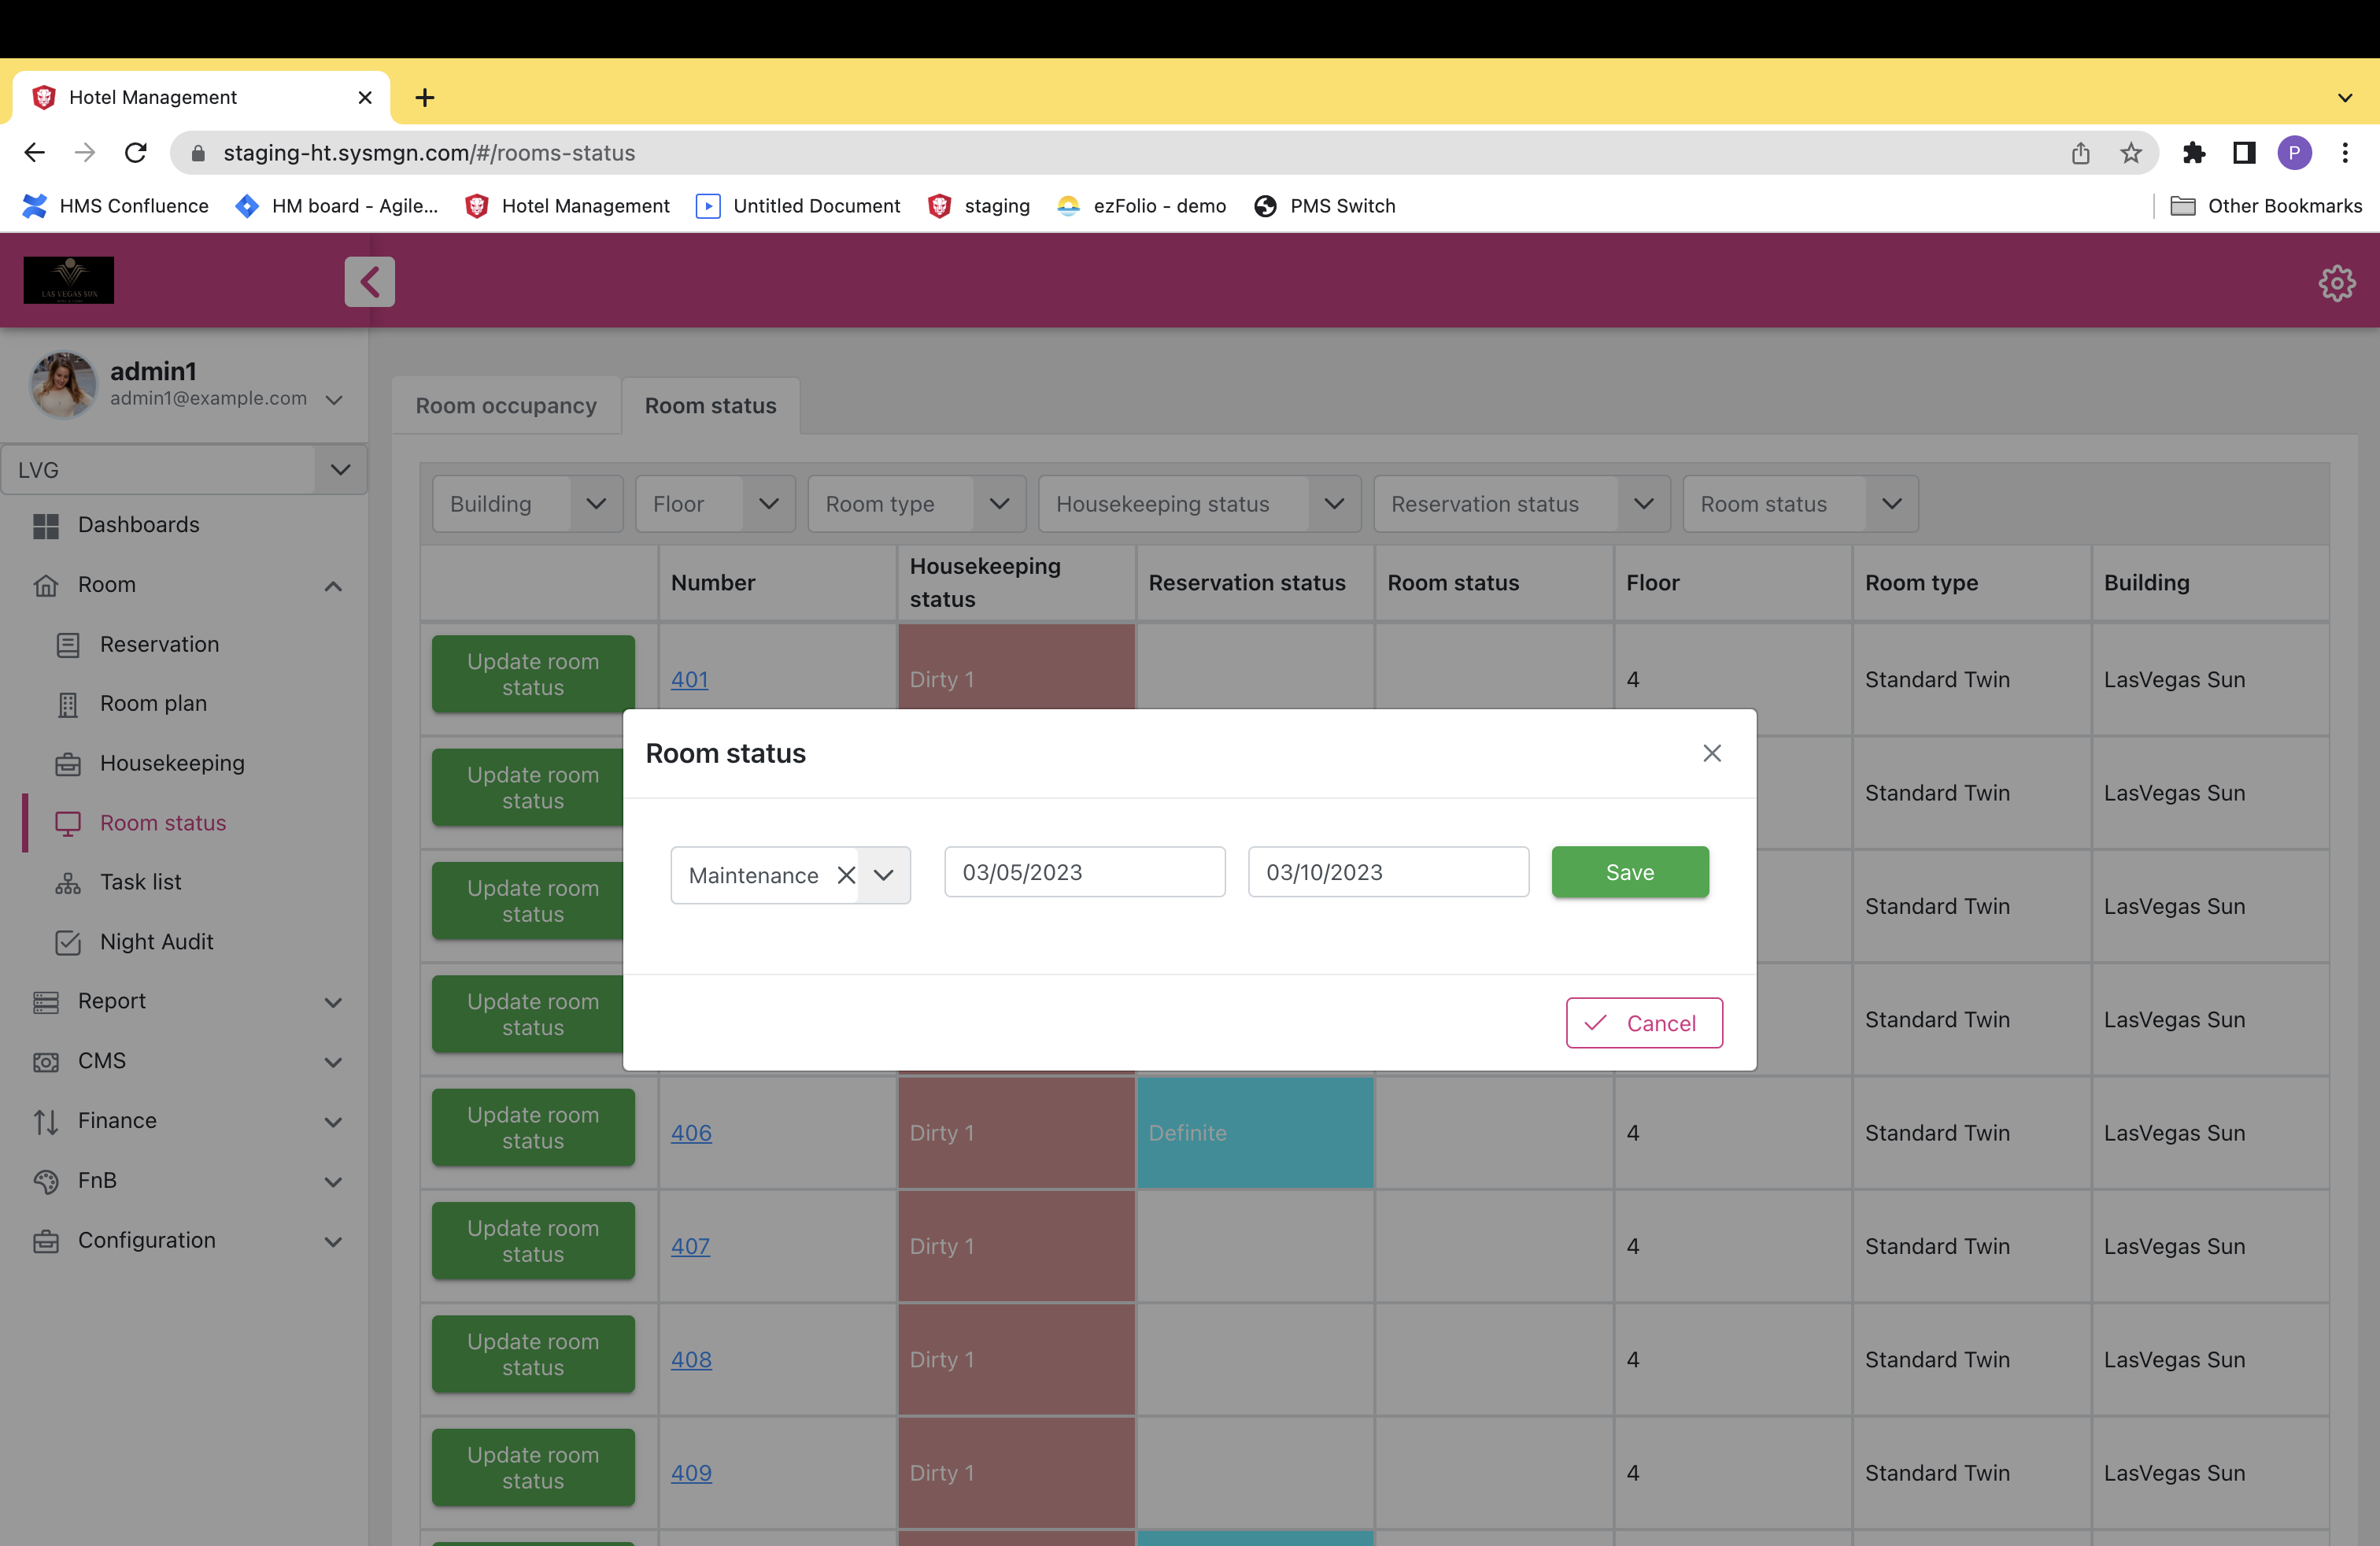 Hotel Management
staging-ht.sysmgn.com/#/rooms-status
P
HMS Confluence
HM board - Agile...
Hotel Management
Untitled Document
staging
ezFolio - demo
PMS Switch
Other Bookmarks
LAS VEGAS SUN
admin1
admin1@example.com
LVG
Dashboards
Room
Reservation
Room plan
Housekeeping
Room status
Task list
Night Audit
Report
CMS
Finance
FnB
Configuration
Room occupancy
Room status
Building
Floor
Room type
Housekeeping status
Reservation status
Room status
Number
Housekeeping
status
Reservation status
Room status
Floor
Room type
Building
Update room
status
401
Dirty 1
4
Standard Twin
LasVegas Sun
Update room
status
Standard Twin
LasVegas Sun
Update room
status
Standard Twin
LasVegas Sun
Update room
status
Standard Twin
LasVegas Sun
Room status
Maintenance
03/05/2023
03/10/2023
Save
Cancel
Update room
status
406
Dirty 1
Definite
4
Standard Twin
LasVegas Sun
Update room
status
407
Dirty 1
4
Standard Twin
LasVegas Sun
Update room
status
408
Dirty 1
4
Standard Twin
LasVegas Sun
Update room
status
409
Dirty 1
4
Standard Twin
LasVegas Sun